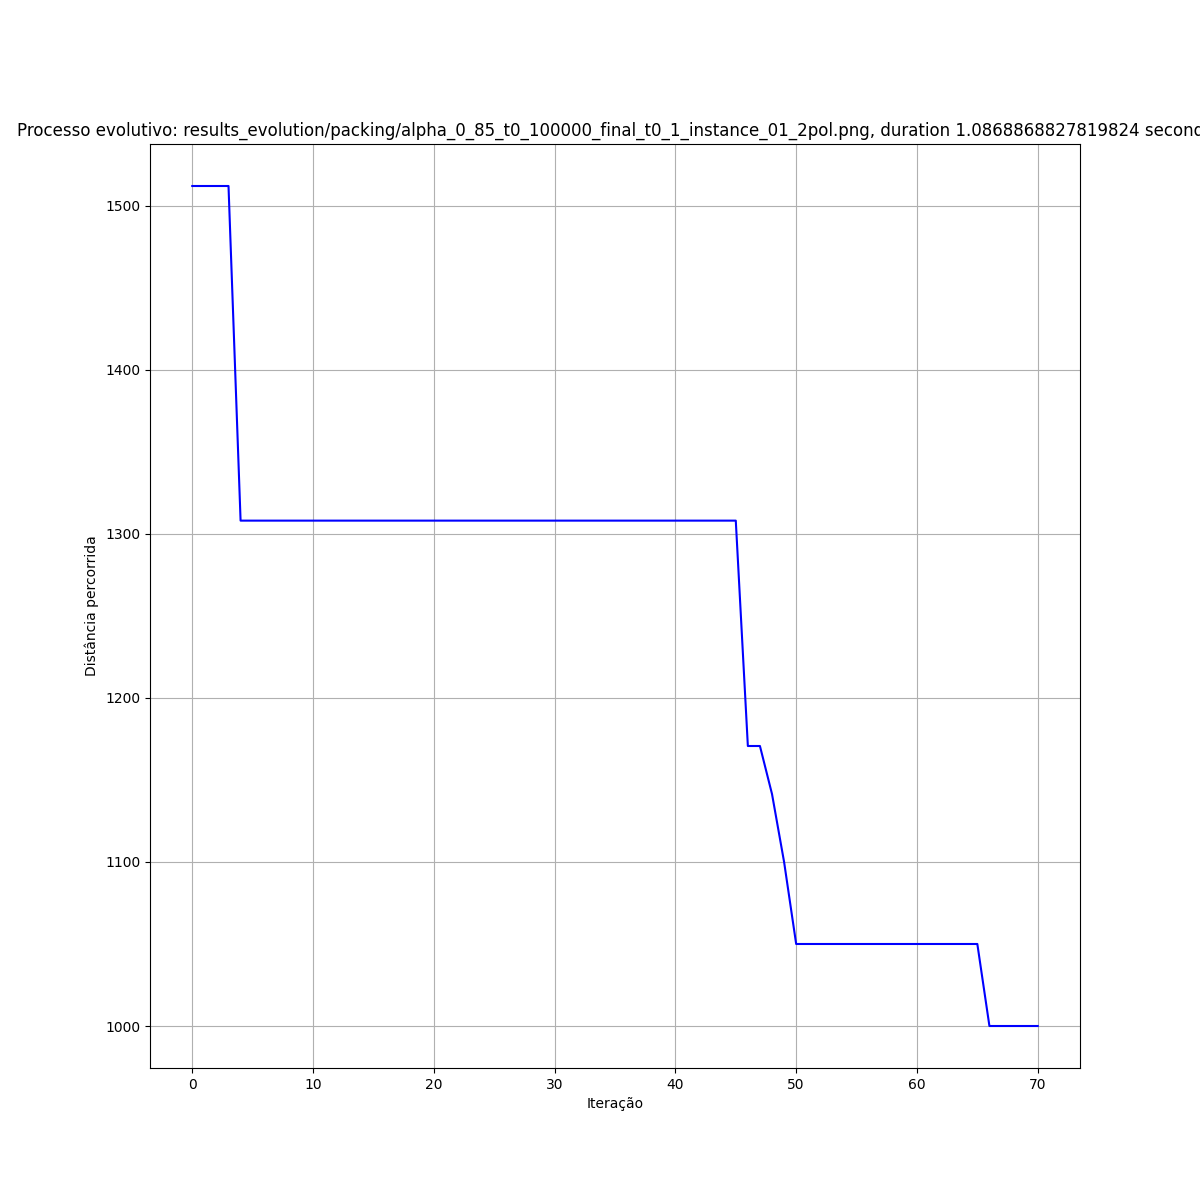 Processo evolutivo: results_evolution/packing/alpha_0_85_t0_100000_final_t0_1_instance_01_2pol.png, duration 1.0868868827819824
1500
1400
1300
1200
1100
1000
Distância percorrida
0 10 20 30 40 50 60 70
Iteração